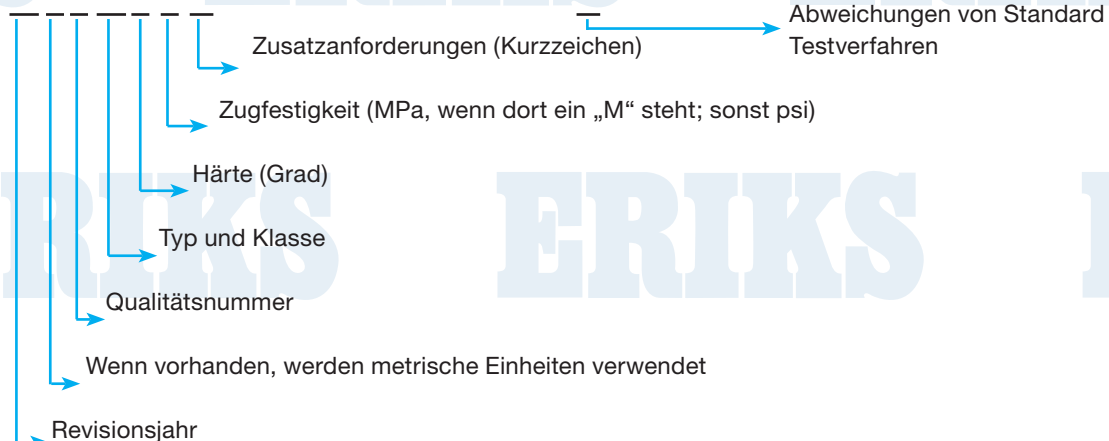 Abweichungen von Standard
Testverfahren
Zusatzanforderungen (Kurzzeichen)
Zugfestigkeit (MPa, wenn dort ein „M“ steht; sonst psi)
Härte (Grad)
Typ und Klasse
Qualitätsnummer
Wenn vorhanden, werden metrische Einheiten verwendet
Revisionsjahr
RIKS ERIKS